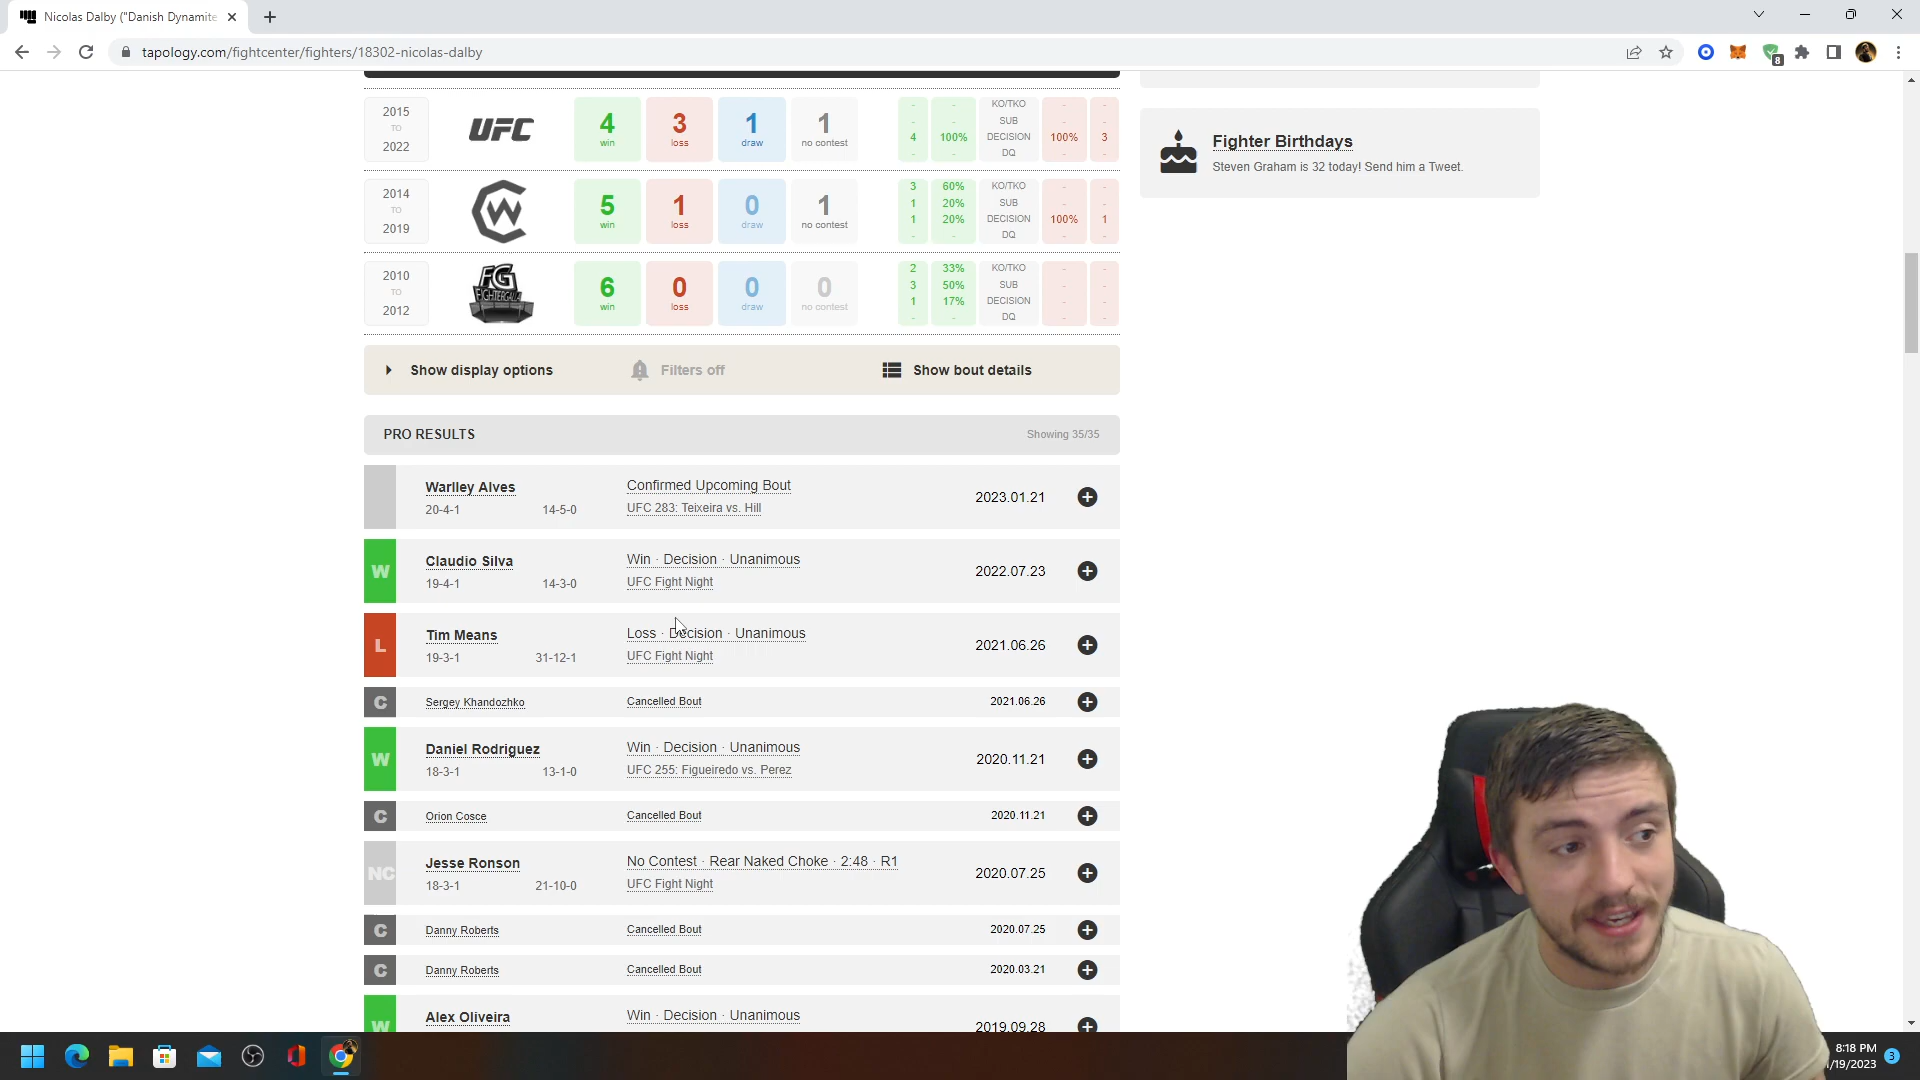 Nicolas Dalby ("Danish Dynamite
tapology.com/fightcenter/fighters/18302-nicolas-dalby
8
2015
TO
2022
UFC
4 win
3 loss
1 draw
1 no contest
- - KO/TKO - -
- - SUB - -
4 100% DECISION 100% 3
- - DQ - -
2014
TO
2019
CW
5 win
1 loss
0 draw
1 no contest
3 60% KO/TKO - -
1 20% SUB - -
1 20% DECISION 100% 1
- - DQ - -
2010
TO
2012
FG
6 win
0 loss
0 draw
0 no contest
2 33% KO/TKO - -
3 50% SUB - -
1 17% DECISION - -
- - DQ - -
Fighter Birthdays
Steven Graham is 32 today! Send him a Tweet.
Show display options
Filters off
Show bout details
PRO RESULTS
Showing 35/35
Warlley Alves Confirmed Upcoming Bout
20-4-1 14-5-0 UFC 283: Teixeira vs. Hill 2023.01.21
W Claudio Silva Win · Decision · Unanimous
19-4-1 14-3-0 UFC Fight Night 2022.07.23
L Tim Means Loss · Decision · Unanimous
19-3-1 31-12-1 UFC Fight Night 2021.06.26
C Sergey Khandozhko Cancelled Bout 2021.06.26
W Daniel Rodriguez Win · Decision · Unanimous
18-3-1 13-1-0 UFC 255: Figueiredo vs. Perez 2020.11.21
C Orion Cosce Cancelled Bout 2020.11.21
NC Jesse Ronson No Contest · Rear Naked Choke · 2:48 · R1
18-3-1 21-10-0 UFC Fight Night 2020.07.25
C Danny Roberts Cancelled Bout 2020.07.25
C Danny Roberts Cancelled Bout 2020.03.21
W Alex Oliveira Win · Decision · Unanimous 2019.09.28
8:18 PM
/19/2023
3